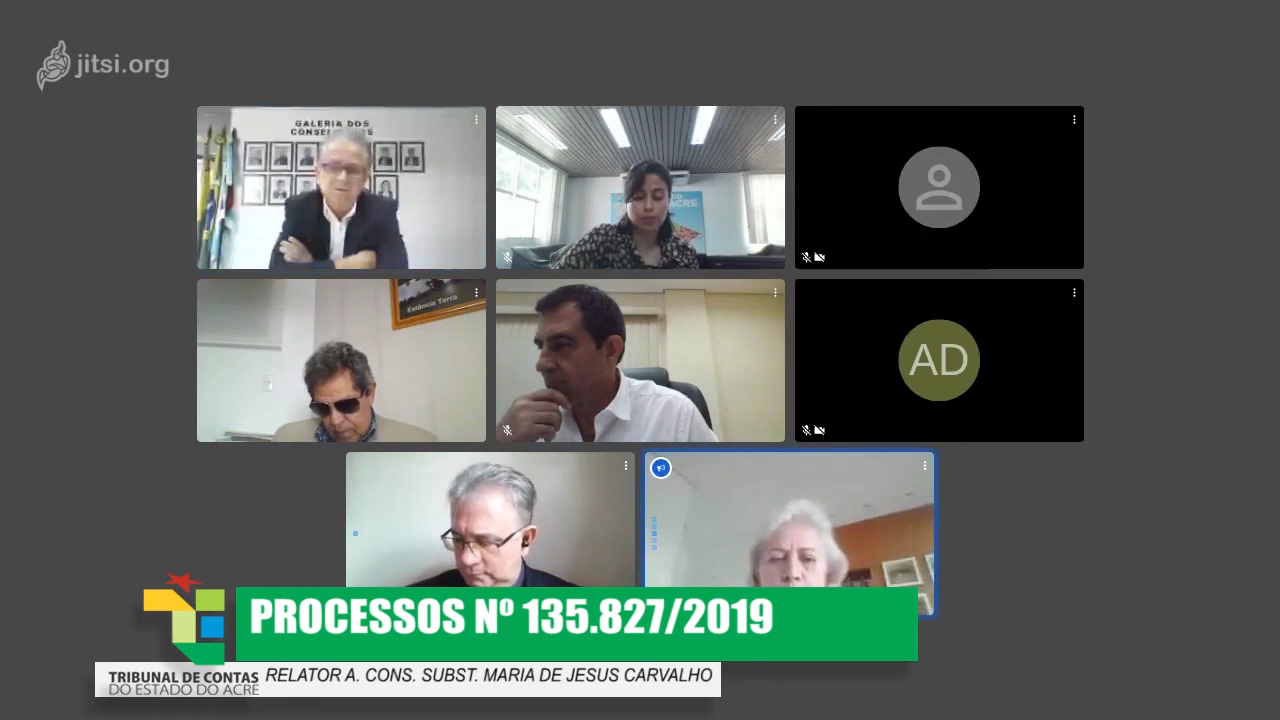 jitsi.org
GALERIA DOS
ACRE
Estância Terra
AD
PROCESSOS Nº 135.827/2019
TRIBUNAL DE CONTAS
DO ESTADO DO ACRE
RELATOR A. CONS. SUBST. MARIA DE JESUS CARVALHO